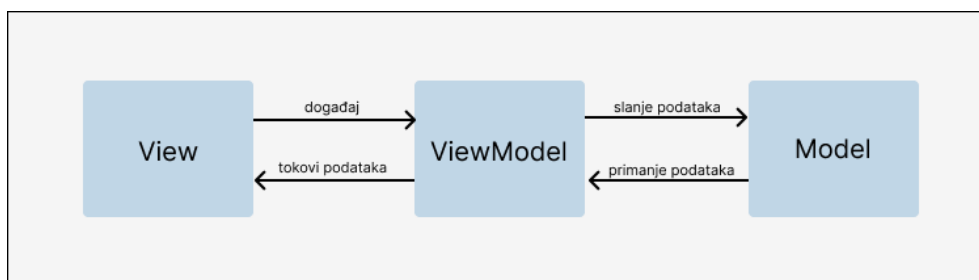 View
događaj
tokovi podataka
ViewModel
slanje podataka
primanje podataka
Model